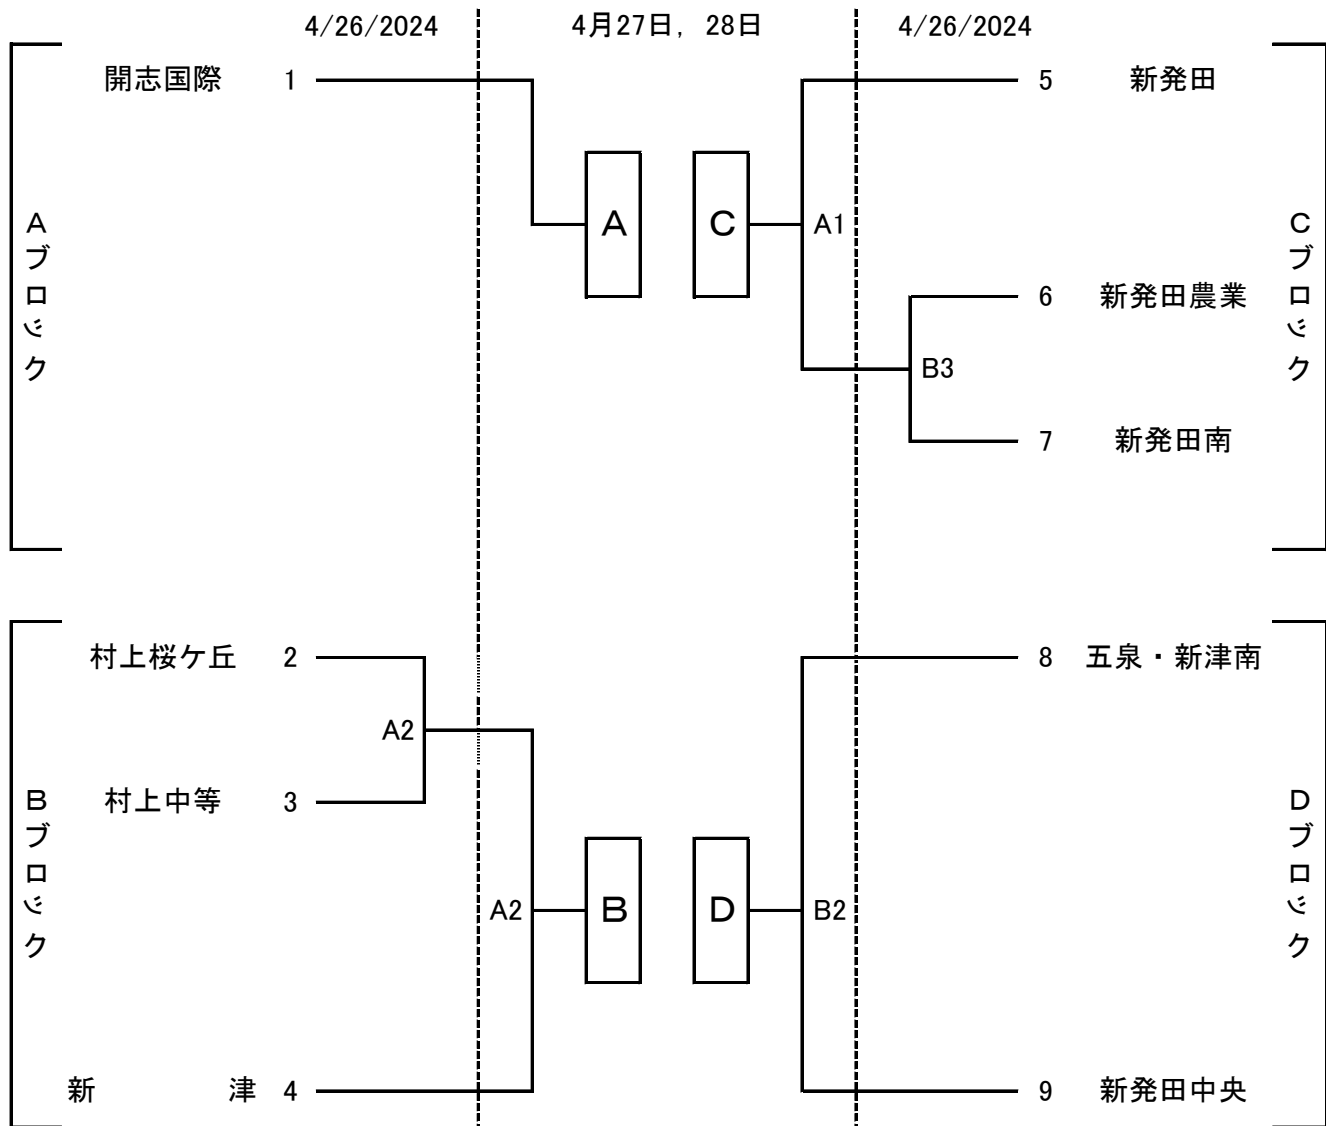 4/26/2024
4月27日，28日
4/26/2024
Aブロック
開志国際 1
A
Bブロック
村上桜ケ丘 2
A2
村上中等 3
A2
B
新 津 4
Cブロック
5 新発田
C
A1
6 新発田農業
B3
7 新発田南
Dブロック
8 五泉・新津南
D
B2
9 新発田中央